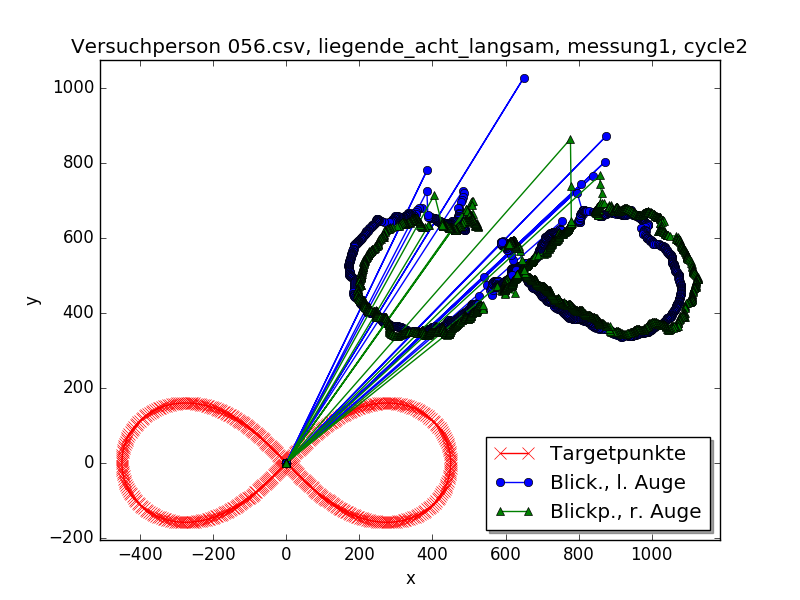 Versuchperson 056.csv, liegende_acht_langsam, messung1, cycle2
1000
800
600
400
200
0
−200
y
−400
−200
0
200
400
600
800
1000
x
Targetpunkte
Blick., l. Auge
Blickp., r. Auge